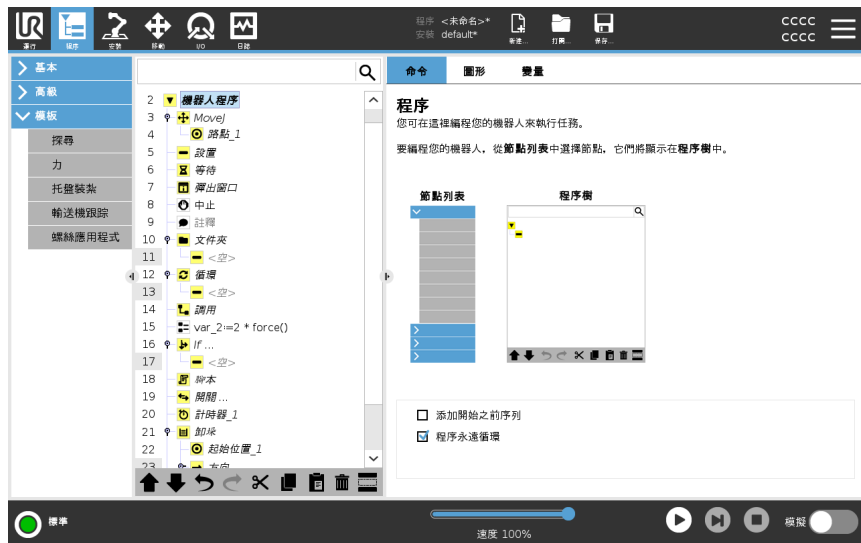 UR
運行
程序
安裝
移動
I/O
日誌
程序 <未命名>*
安裝 default*
新建...
打開...
保存...
CCCC
CCCC
基本
高級
模板
探尋
力
托盤裝紮
輸送機跟踪
螺絲應用程式
2 機器人程序
3 MoveJ
4 路點_1
5 設置
6 等待
7 彈出窗口
8 中止
9 註釋
10 文件夾
11 <空>
12 循環
13 <空>
14 調用
15 var_2≔2 * force()
16 If ...
17 <空>
18 腳本
19 開關 ...
20 計時器_1
21 卸垛
22 起始位置_1
23 方向
命令
圖形
變量
程序
您可在這裡編程您的機器人來執行任務。
要編程您的機器人，從節點列表中選擇節點，它們將顯示在程序樹中。
節點列表
程序樹
添加開始之前序列
程序永遠循環
標準
速度 100%
模擬